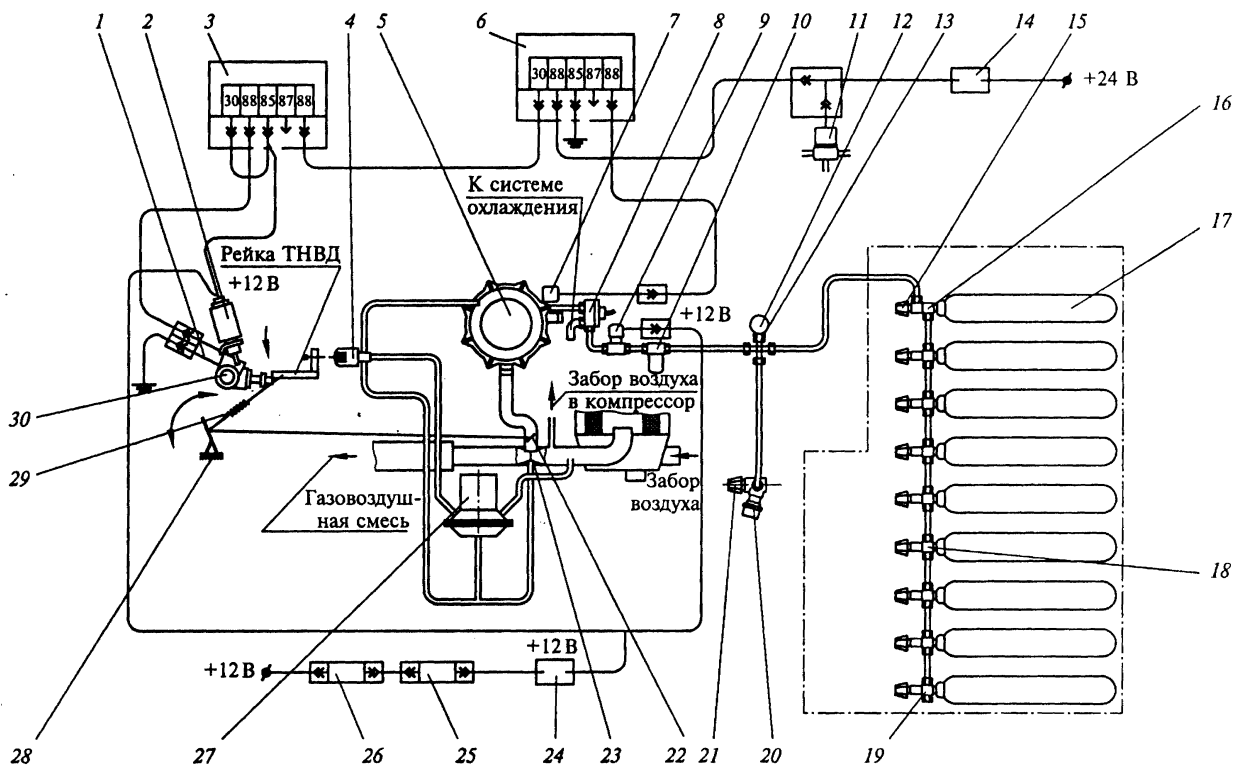 1 2 3 4 5 6 7 8 9 10 11 12 13 14 15
30 88 85 87 88
30 88 85 87 88
+24 В
16
17
К системе
охлаждения
Рейка ТНВД
+12 В
+12 В
Забор воздуха
в компрессор
30
29
Газовоздуш-
ная смесь
Забор
воздуха
18
+12 В
+12 В
28 27 26 25 24 23 22 21 20 19